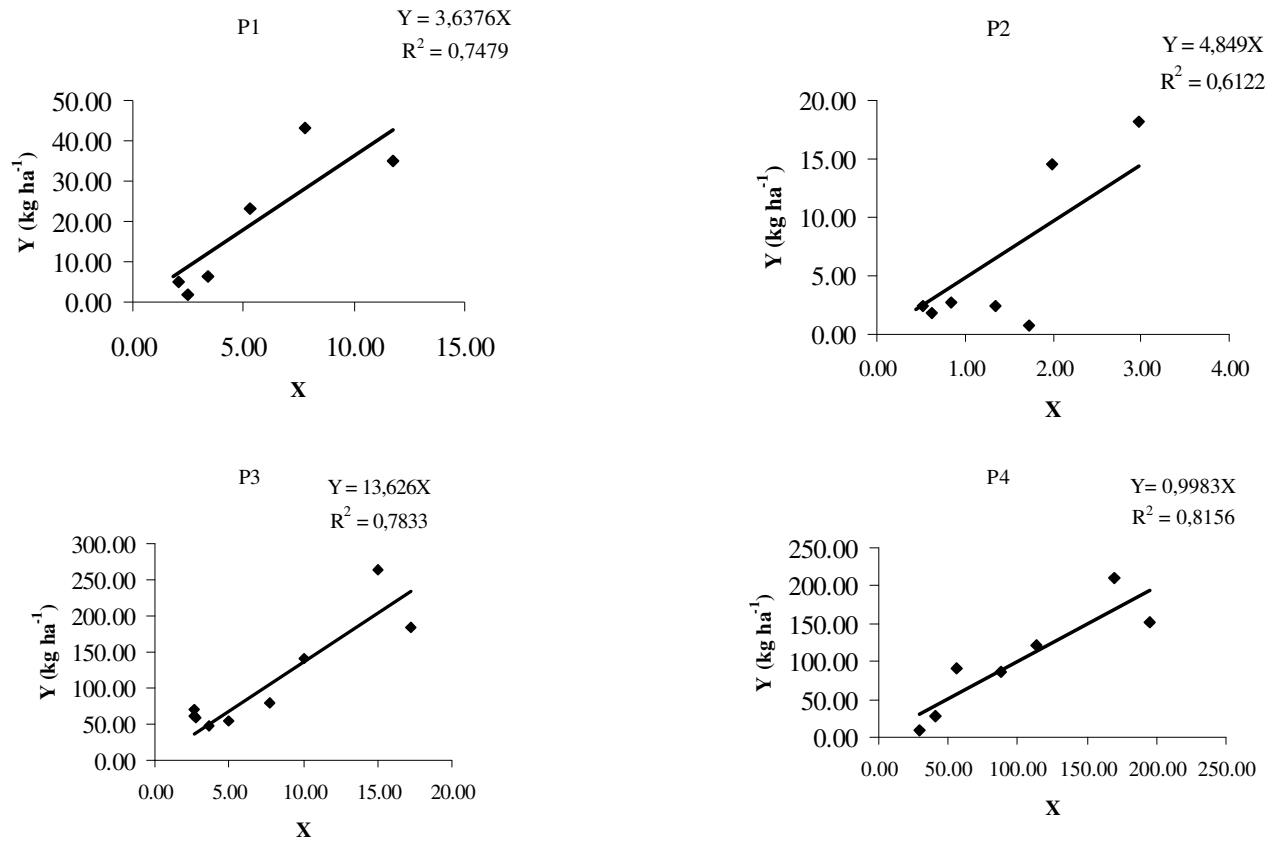 P1
Y = 3,6376X
R² = 0,7479
50.00
40.00
30.00
20.00
10.00
0.00
Y (kg ha⁻¹)
0.00 5.00 10.00 15.00
X
P2
Y = 4,849X
R² = 0,6122
20.00
15.00
10.00
5.00
0.00
Y (kg ha⁻¹)
0.00 1.00 2.00 3.00 4.00
X
P3
Y = 13,626X
R² = 0,7833
300.00
250.00
200.00
150.00
100.00
50.00
0.00
Y (kg ha⁻¹)
0.00 5.00 10.00 15.00 20.00
X
P4
Y= 0,9983X
R² = 0,8156
250.00
200.00
150.00
100.00
50.00
0.00
Y (kg ha⁻¹)
0.00 50.00 100.00 150.00 200.00 250.00
X